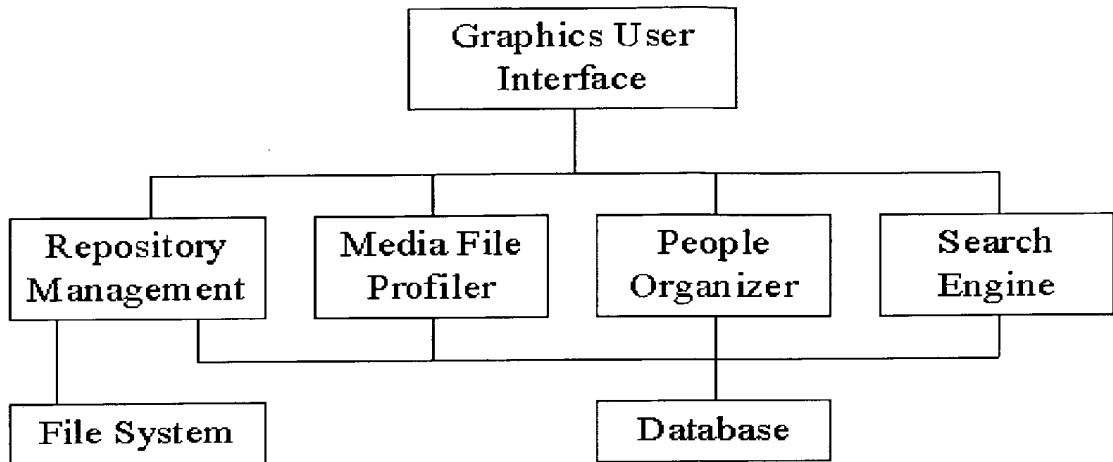 Graphics User
Interface
Repository
Management
Media File
Profiler
People
Organizer
Search
Engine
File System
Database